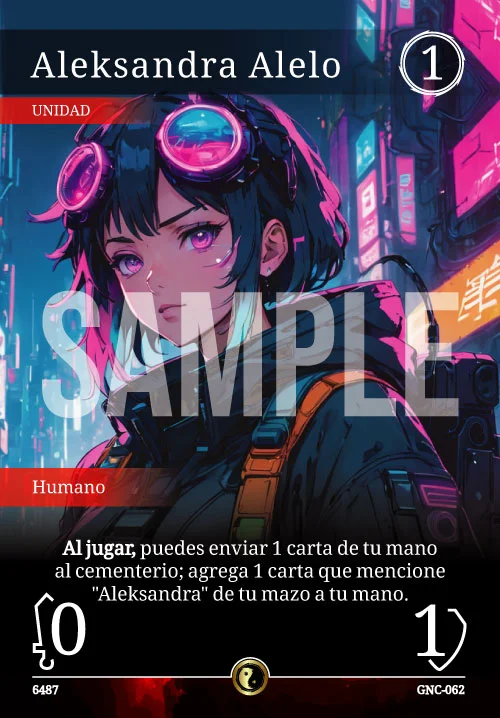 Aleksandra Alelo
1
UNIDAD
SAMPLE
Humano
Al jugar, puedes enviar 1 carta de tu mano
al cementerio; agrega 1 carta que mencione
"Aleksandra" de tu mazo a tu mano.
0
1
6487
GNC-062